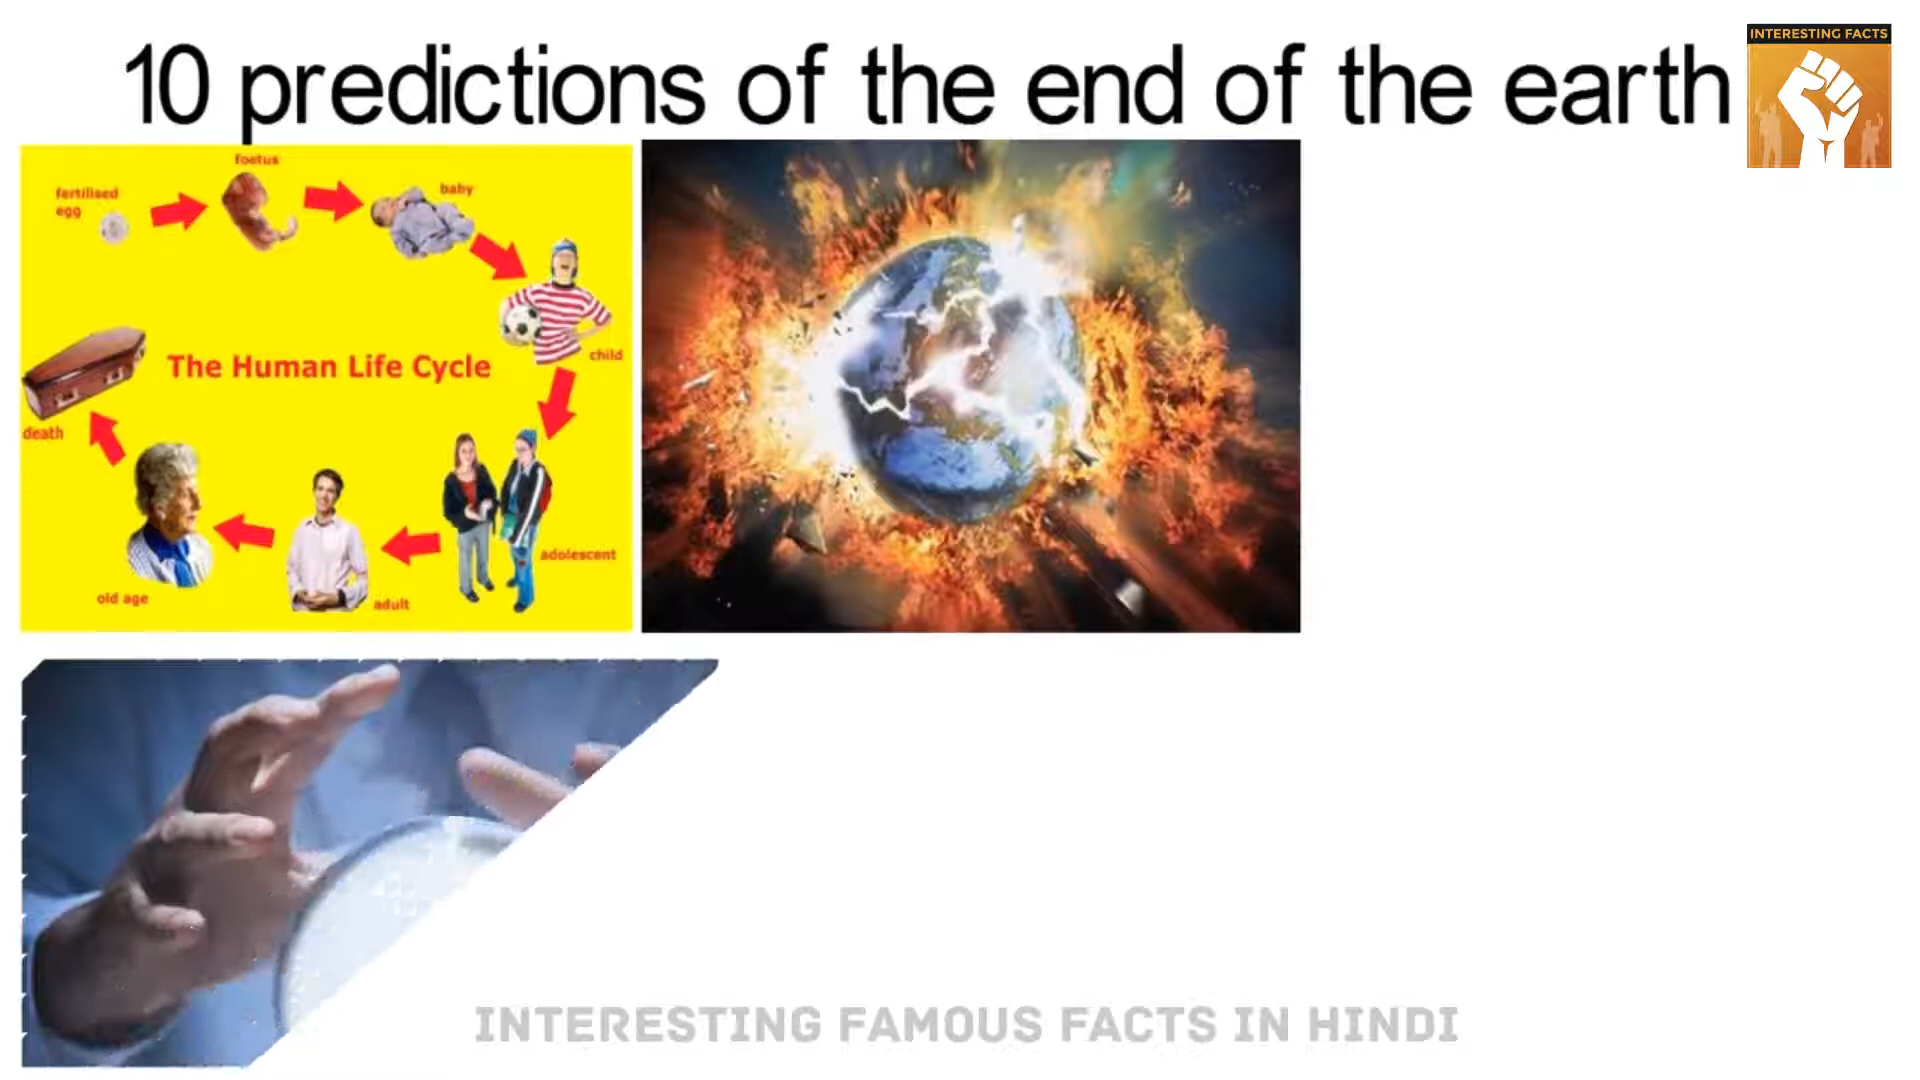 10 predictions of the end of the earth
INTERESTING FACTS
foetus
fertilised
egg
baby
child
The Human Life Cycle
death
adolescent
old age
adult
INTERESTING FAMOUS FACTS IN HINDI